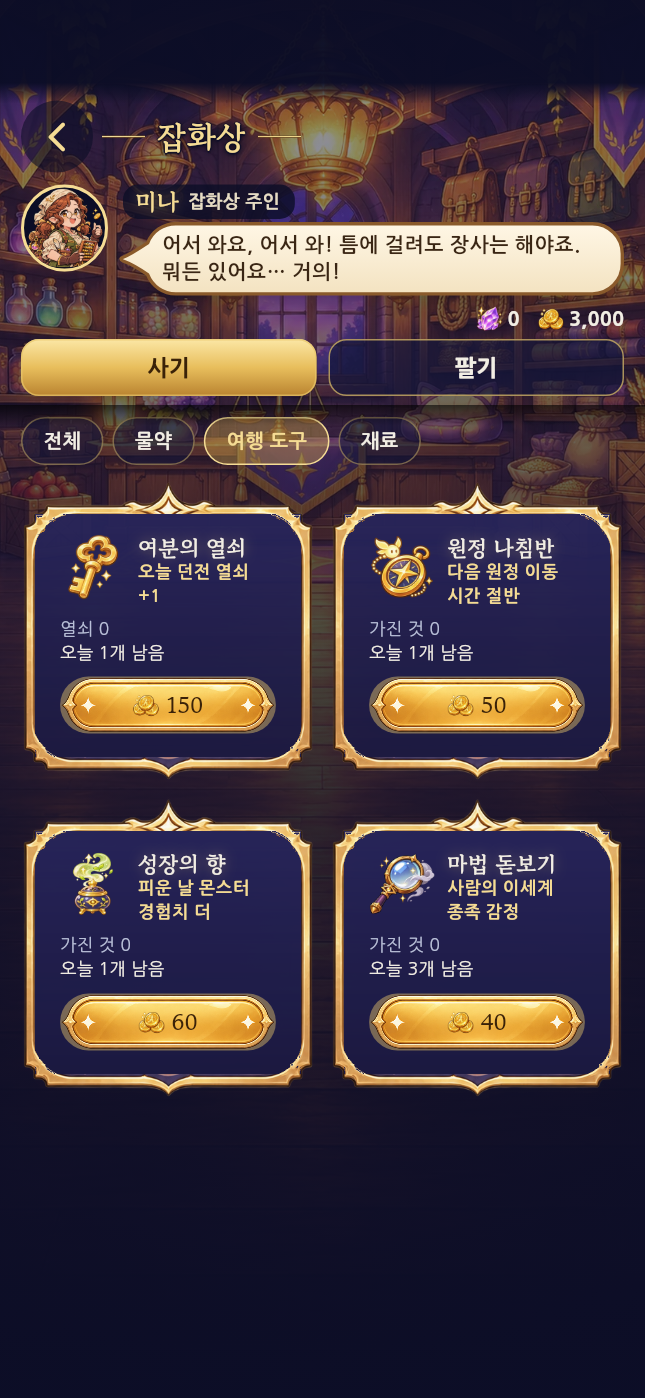 잡화상
미나 잡화상 주인
어서 와요, 어서 와! 틈에 걸려도 장사는 해야죠.
뭐든 있어요… 거의!
0 3,000
사기 팔기
전체 물약 여행 도구 재료
여분의 열쇠
오늘 던전 열쇠
+1
열쇠 0
오늘 1개 남음
150
원정 나침반
다음 원정 이동
시간 절반
가진 것 0
오늘 1개 남음
50
성장의 향
피운 날 몬스터
경험치 더
가진 것 0
오늘 1개 남음
60
마법 돋보기
사람의 이세계
종족 감정
가진 것 0
오늘 3개 남음
40